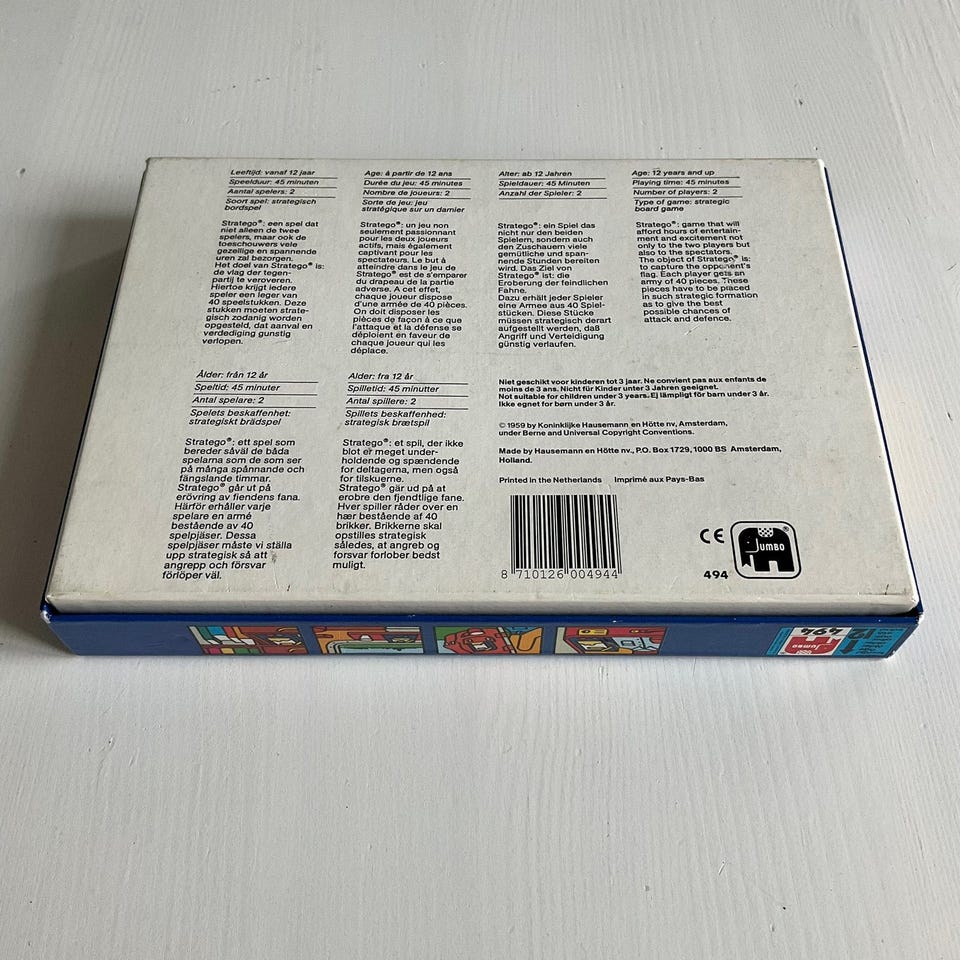 Leeftijd: vanaf 12 jaar
Speelduur: 45 minuten
Aantal spelers: 2
Soort spel: strategisch
bordspel
Stratego®: een spel dat
niet alleen de twee
spelers, maar ook de
toeschouwers vele
gezellige en spannende
uren zal bezorgen.
Het doel van Stratego® is:
de vlag der tegen-
partij te veroveren.
Hiertoe krijgt iedere
speler een leger van
40 speelstukken. Deze
stukken moeten strate-
gisch zodanig worden
opgesteld, dat aanval en
verdediging gunstig
verlopen.
Age: à partir de 12 ans
Durée du jeu: 45 minutes
Nombre de joueurs: 2
Sorte de jeu: jeu
stratégique sur un damier
Stratego®: un jeu non
seulement passionnant
pour les deux joueurs
actifs, mais également
captivant pour les
spectateurs. Le but à
atteindre dans le jeu de
Stratego® est de s'emparer
du drapeau de la partie
adverse. A cet effet,
chaque joueur dispose
d'une armée de 40 pièces.
On doit disposer les
pièces de façon à ce que
l'attaque et la défense se
déploient en faveur de
chaque joueur qui les
déplace.
Alter: ab 12 Jahren
Spieldauer: 45 Minuten
Anzahl der Spieler: 2
Stratego®: ein Spiel das
nicht nur den beiden
Spielern, sondern auch
den Zuschauern viele
gemütliche und span-
nende Stunden bereiten
wird. Das Ziel von
Stratego® ist: die
Eroberung der feindlichen
Fahne.
Dazu erhält jeder Spieler
eine Armee aus 40 Spiel-
stücken. Diese Stücke
müssen strategisch derart
aufgestellt werden, daß
Angriff und Verteidigung
günstig verlaufen.
Age: 12 years and up
Playing time: 45 minutes
Number of players: 2
Type of game: strategic
board game
Stratego®: game that will
afford hours of entertain-
ment and excitement not
only to the two players but
also to the spectators.
The object of Stratego® is:
to capture the opponent's
flag. Each player gets an
army of 40 pieces. These
pieces have to be placed
in such strategic formation
as to give the best
possible chances of
attack and defence.
Ålder: från 12 år
Speltid: 45 minuter
Antal spelare: 2
Spelets beskaffenhet:
strategiskt brädspel
Stratego®: ett spel som
bereder såväl de båda
spelarna som de som ser
på många spännande och
fängslande timmar.
Stratego® går ut på
erövring av fiendens fana.
Härför erhåller varje
spelare en armé
bestående av 40
spelpjäser. Dessa
spelpjäser måste vi ställa
upp strategisk så att
angrepp och försvar
förlöper väl.
Alder: fra 12 år
Spilletid: 45 minutter
Antal spillere: 2
Spillets beskaffenhed:
strategisk brætspil
Stratego®: et spil, der ikke
blot er meget under-
holdende og spændende
for deltagerna, men også
for tilskuerne.
Stratego® gär ud på at
erobre den fjendtlige fane.
Hver spiller råder over en
hær bestående af 40
brikker. Brikkerne skal
opstilles strategisk
således, at angreb og
forsvar forlober bedst
muligt.
Niet geschikt voor kinderen tot 3 jaar. Ne convient pas aux enfants de
moins de 3 ans. Nicht für Kinder unter 3 Jahren geeignet.
Not suitable for children under 3 years. Ej lämpligt för barn under 3 år.
Ikke egnet for børn under 3 år.
© 1959 by Koninklijke Hausemann en Hötte nv, Amsterdam,
under Berne and Universal Copyright Conventions.
Made by Hausemann en Hötte nv., P.O. Box 1729, 1000 BS Amsterdam,
Holland.
Printed in the Netherlands Imprimé aux Pays-Bas
8 710126 004944
CE
494
Jumbo®
494
Jumbo
12